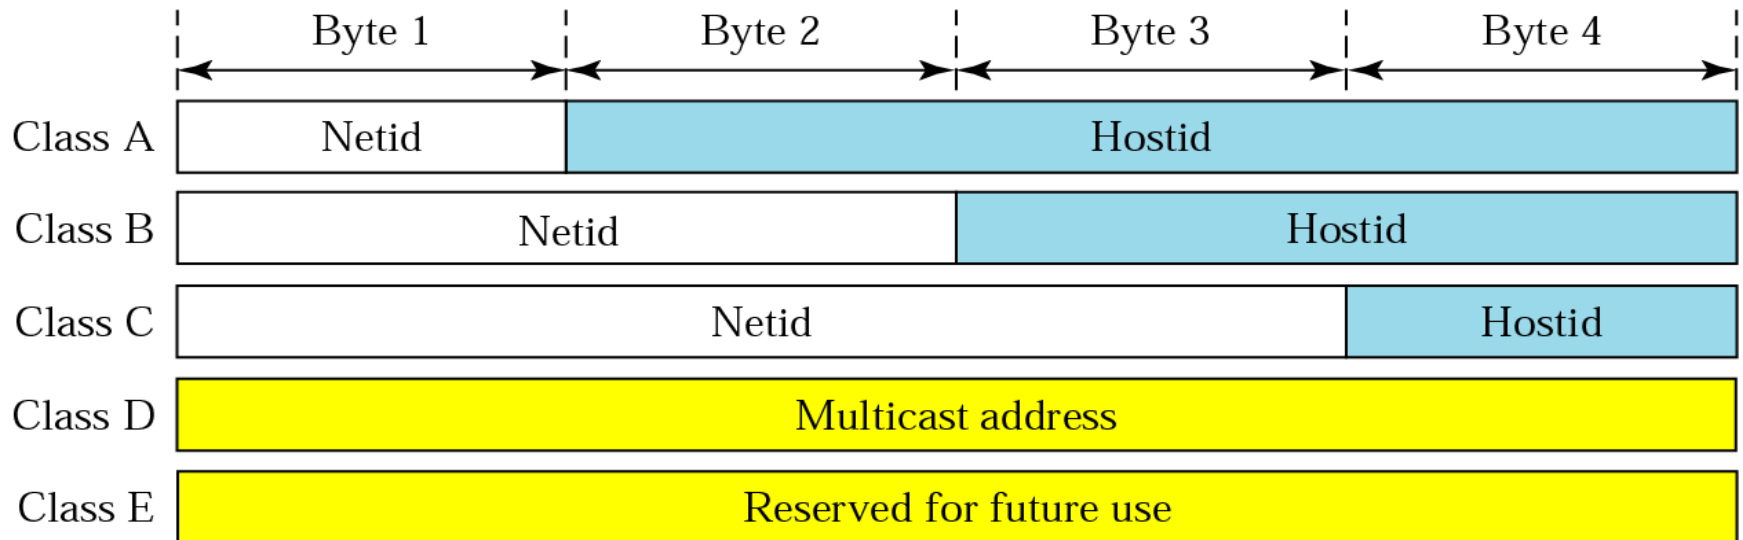 Byte 1 Byte 2 Byte 3 Byte 4
Class A Netid Hostid
Class B Netid Hostid
Class C Netid Hostid
Class D Multicast address
Class E Reserved for future use